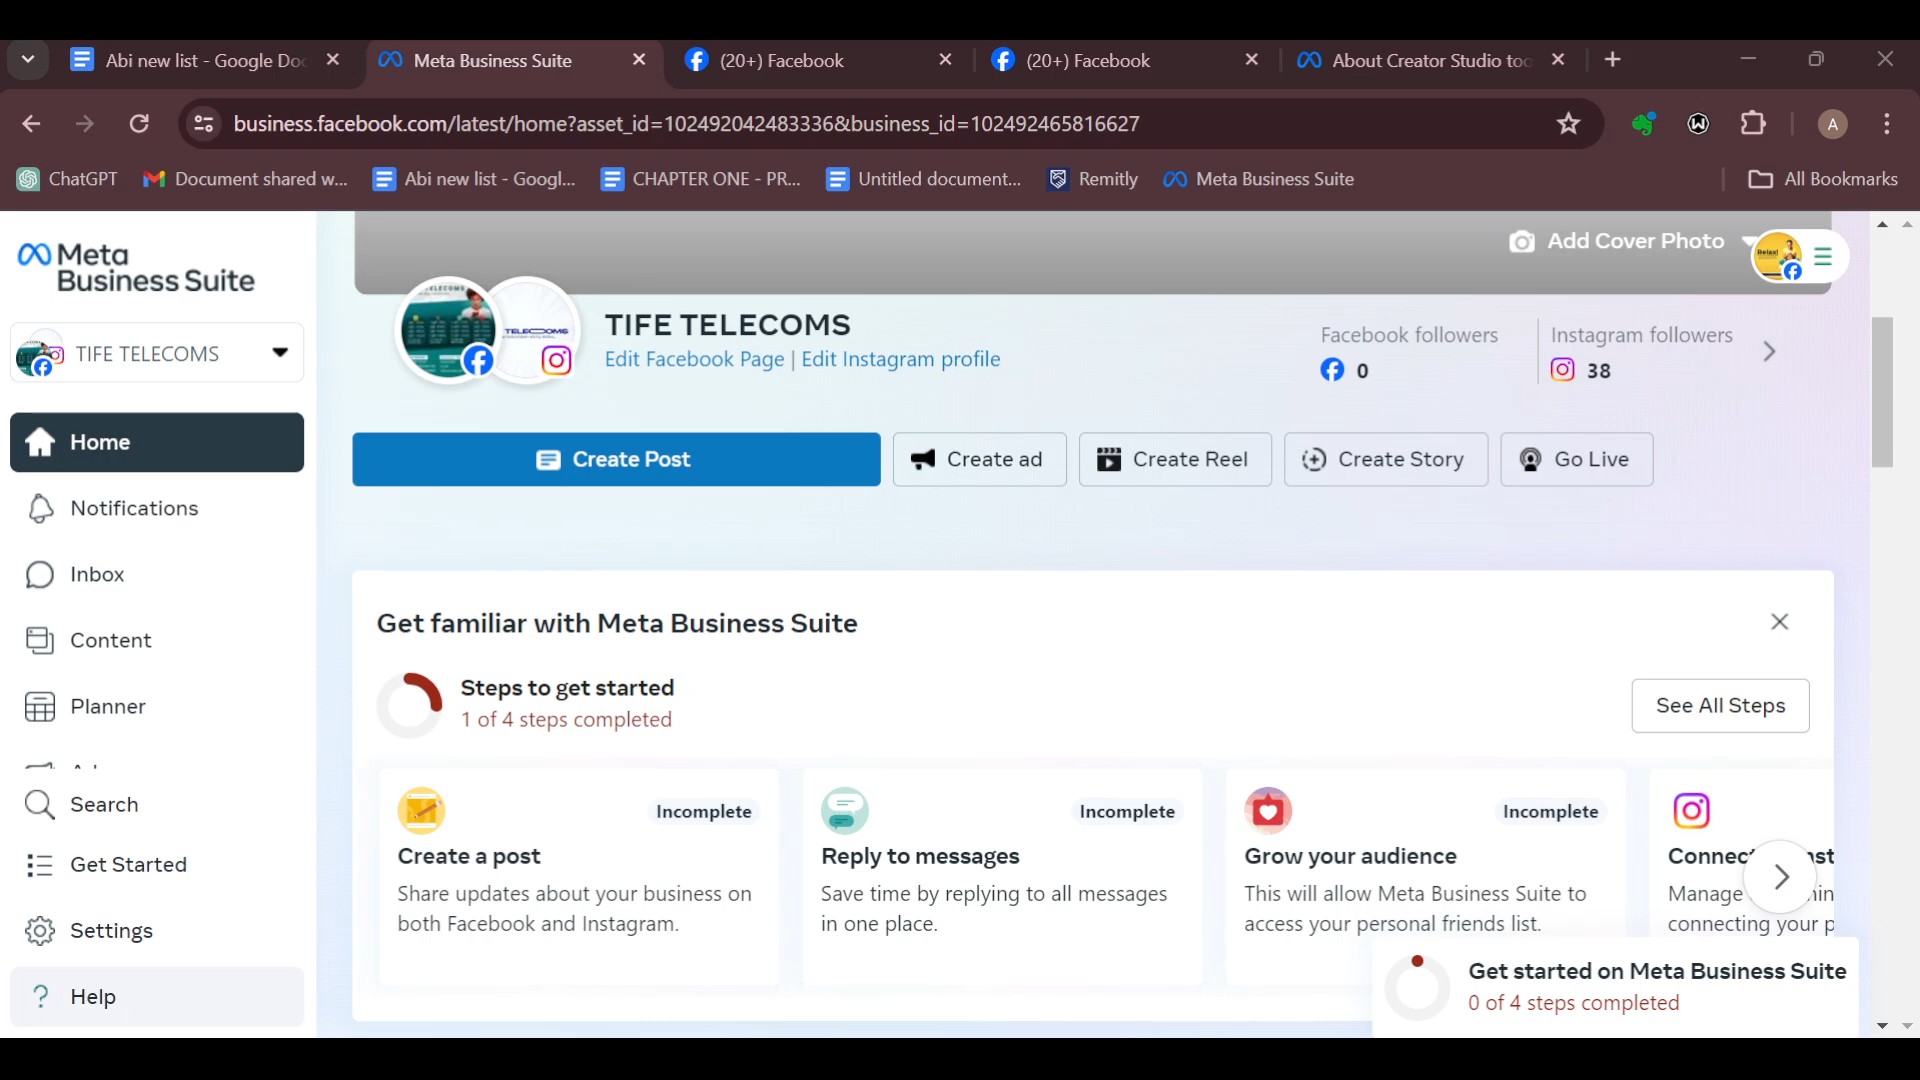 Abi new list - Google Doc
Meta Business Suite
(20+) Facebook
(20+) Facebook
About Creator Studio too
business.facebook.com/latest/home?asset_id=102492042483336&business_id=102492465816627
A
ChatGPT
Document shared w...
Abi new list - Googl...
CHAPTER ONE - PR...
Untitled document...
Remitly
Meta Business Suite
All Bookmarks
Meta
Business Suite
TIFE TELECOMS
Home
Notifications
Inbox
Content
Planner
Search
Get Started
Settings
Help
Add Cover Photo
Relax!
TELECOMS
TIFE TELECOMS
Edit Facebook Page | Edit Instagram profile
Facebook followers
0
Instagram followers
38
Create Post
Create ad
Create Reel
Create Story
Go Live
Get familiar with Meta Business Suite
Steps to get started
1 of 4 steps completed
See All Steps
Incomplete
Create a post
Share updates about your business on
both Facebook and Instagram.
Incomplete
Reply to messages
Save time by replying to all messages
in one place.
Incomplete
Grow your audience
This will allow Meta Business Suite to
access your personal friends list.
Connec
Manage
connecting your p
Get started on Meta Business Suite
0 of 4 steps completed